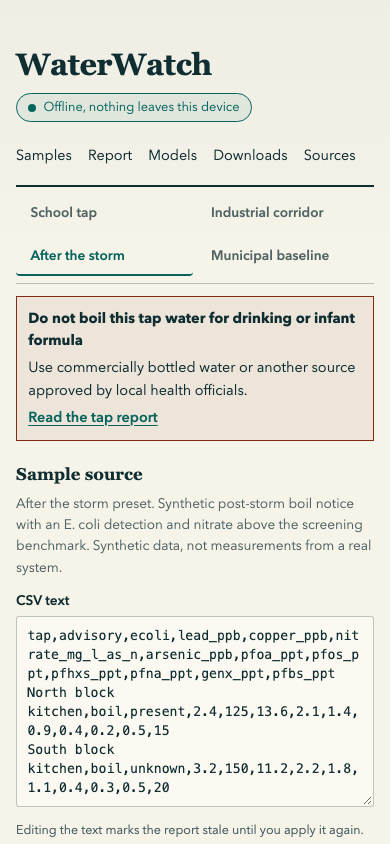 WaterWatch
Offline, nothing leaves this device
Samples Report Models Downloads Sources
School tap Industrial corridor
After the storm Municipal baseline
Do not boil this tap water for drinking or infant
formula
Use commercially bottled water or another source
approved by local health officials.
Read the tap report
Sample source
After the storm preset. Synthetic post-storm boil notice
with an E. coli detection and nitrate above the screening
benchmark. Synthetic data, not measurements from a real
system.
CSV text
tap,advisory,ecoli,lead_ppb,copper_ppb,nit
rate_mg_l_as_n,arsenic_ppb,pfoa_ppt,pfos_p
pt,pfhxs_ppt,pfna_ppt,genx_ppt,pfbs_ppt
North block
kitchen,boil,present,2.4,125,13.6,2.1,1.4,
0.9,0.4,0.2,0.5,15
South block
kitchen,boil,unknown,3.2,150,11.2,2.2,1.8,
1.1,0.4,0.3,0.5,20
Editing the text marks the report stale until you apply it again.